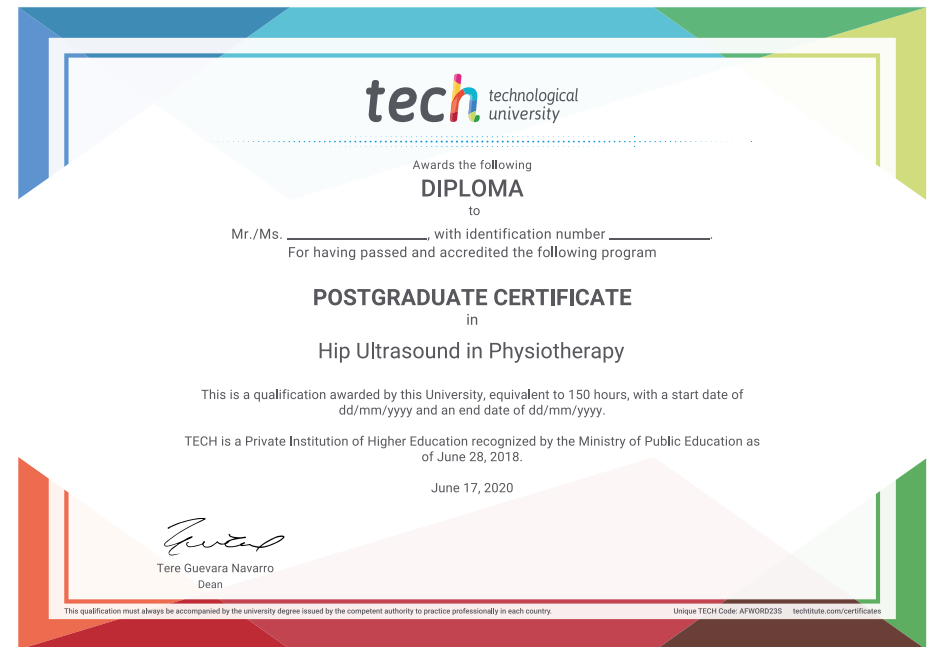 tech technological
university
Awards the following
DIPLOMA
to
Mr./Ms. ____________________, with identification number ______________.
For having passed and accredited the following program
POSTGRADUATE CERTIFICATE
in
Hip Ultrasound in Physiotherapy
This is a qualification awarded by this University, equivalent to 150 hours, with a start date of
dd/mm/yyyy and an end date of dd/mm/yyyy.
TECH is a Private Institution of Higher Education recognized by the Ministry of Public Education as
of June 28, 2018.
June 17, 2020
Tere Guevara Navarro
Dean
This qualification must always be accompanied by the university degree issued by the competent authority to practice professionally in each country.
Unique TECH Code: AFWORD23S techtitute.com/certificates